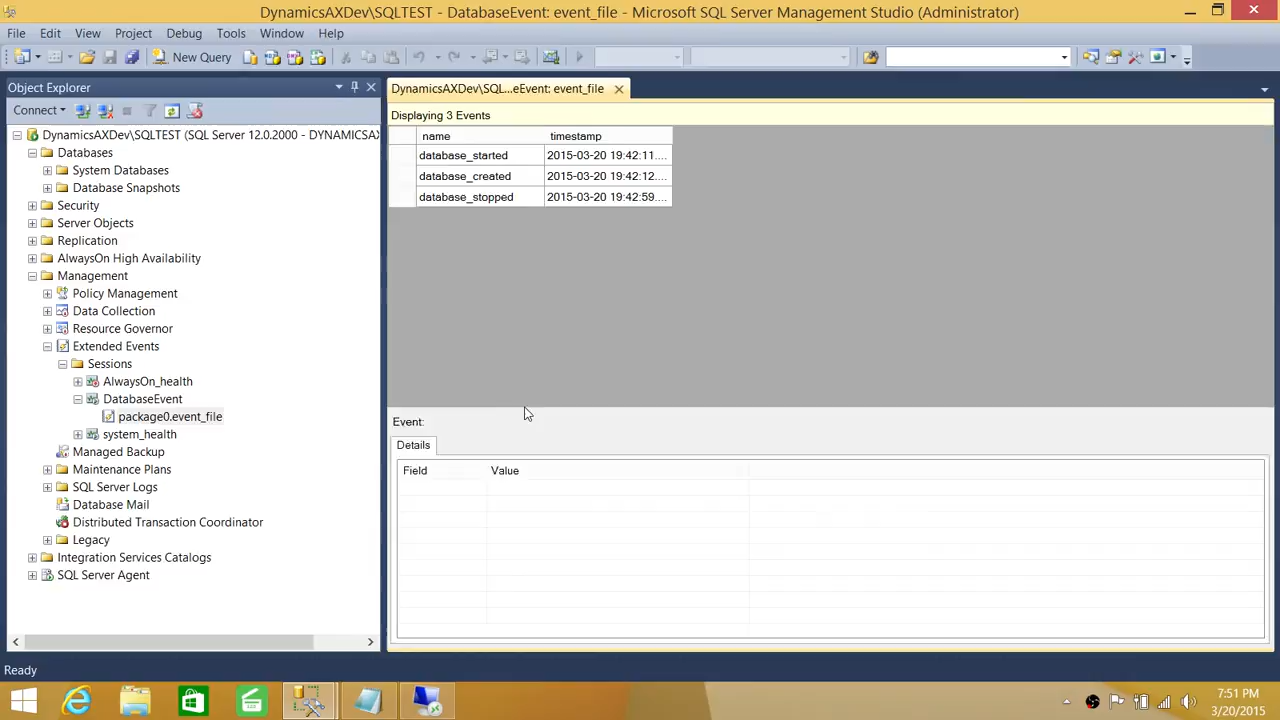 DynamicsAXDev\SQLTEST - DatabaseEvent: event_file - Microsoft SQL Server Management Studio (Administrator)
File Edit View Project Debug Tools Window Help
New Query
Object Explorer
Connect
DynamicsAXDev\SQLTEST (SQL Server 12.0.2000 - DYNAMICSAX
Databases
System Databases
Database Snapshots
Security
Server Objects
Replication
AlwaysOn High Availability
Management
Policy Management
Data Collection
Resource Governor
Extended Events
Sessions
AlwaysOn_health
DatabaseEvent
package0.event_file
system_health
Managed Backup
Maintenance Plans
SQL Server Logs
Database Mail
Distributed Transaction Coordinator
Legacy
Integration Services Catalogs
SQL Server Agent
DynamicsAXDev\SQL...eEvent: event_file
Displaying 3 Events
name timestamp
database_started 2015-03-20 19:42:11....
database_created 2015-03-20 19:42:12....
database_stopped 2015-03-20 19:42:59....
Event:
Details
Field Value
Ready
7:51 PM
3/20/2015